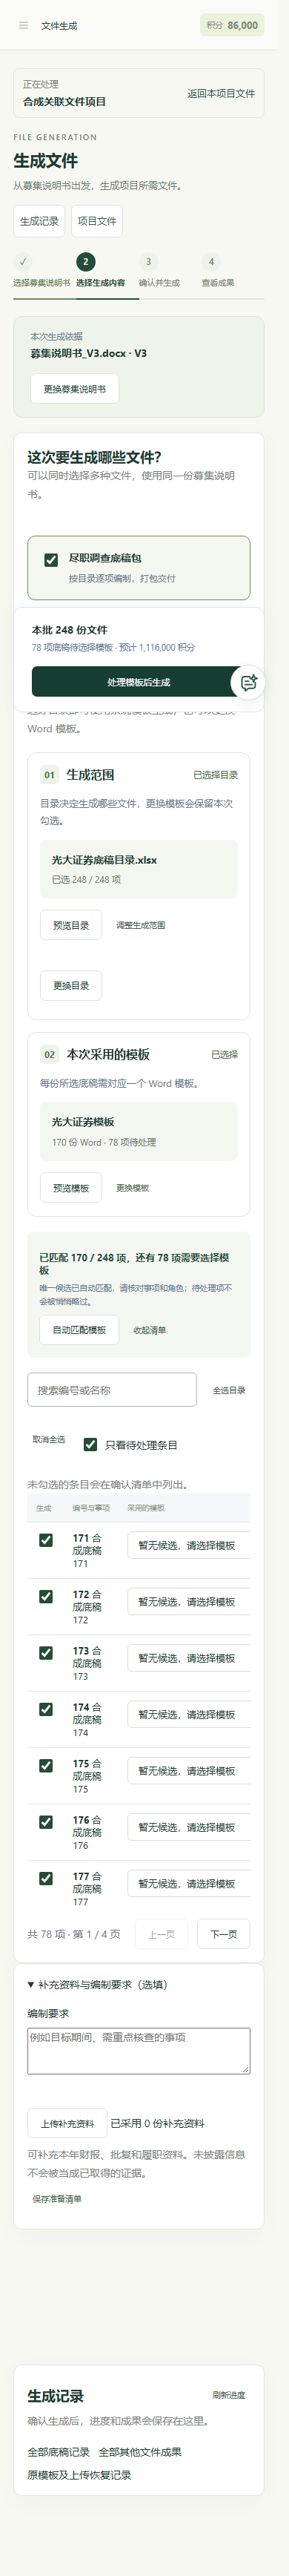 文件生成
积分 86,000
正在处理
合成关联文件项目
返回本项目文件
FILE GENERATION
生成文件
从募集说明书出发，生成项目所需文件。
生成记录
项目文件
✓
2
3
4
选择募集说明书
选择生成内容
确认并生成
查看成果
本次生成依据
募集说明书_V3.docx · V3
更换募集说明书
这次要生成哪些文件？
可以同时选择多种文件，使用同一份募集说明
书。
尽职调查底稿包
按目录逐项编制，打包交付
本批 248 份文件
78 项底稿待选择模板 · 预计 1,116,000 积分
处理模板后生成
Word 模板。
01 生成范围
已选择目录
目录决定生成哪些文件，更换模板会保留本次
勾选。
光大证券底稿目录.xlsx
已选 248 / 248 项
预览目录
调整生成范围
更换目录
02 本次采用的模板
已选择
每份所选底稿需对应一个 Word 模板。
光大证券模板
170 份 Word · 78 项待处理
预览模板
更换模板
已匹配 170 / 248 项，还有 78 项需要选择模
板
唯一候选已自动匹配，请核对事项和角色；待处理项不
会被悄悄略过。
自动匹配模板
收起清单
搜索编号或名称
全选目录
取消全选
只看待处理条目
未勾选的条目会在确认清单中列出。
生成
编号与事项
采用的模板
171 合
成底稿
171
暂无候选，请选择模板
172 合
成底稿
172
暂无候选，请选择模板
173 合
成底稿
173
暂无候选，请选择模板
174 合
成底稿
174
暂无候选，请选择模板
175 合
成底稿
175
暂无候选，请选择模板
176 合
成底稿
176
暂无候选，请选择模板
177 合
成底稿
177
暂无候选，请选择模板
共 78 项 · 第 1 / 4 页
上一页
下一页
▼ 补充资料与编制要求（选填）
编制要求
例如目标期间、需重点核查的事项
上传补充资料
已采用 0 份补充资料
可补充本年财报、批复和履职资料。未披露信息
不会被当成已取得的证据。
保存准备清单
生成记录
刷新进度
确认生成后，进度和成果会保存在这里。
全部底稿记录
全部其他文件成果
原模板及上传恢复记录